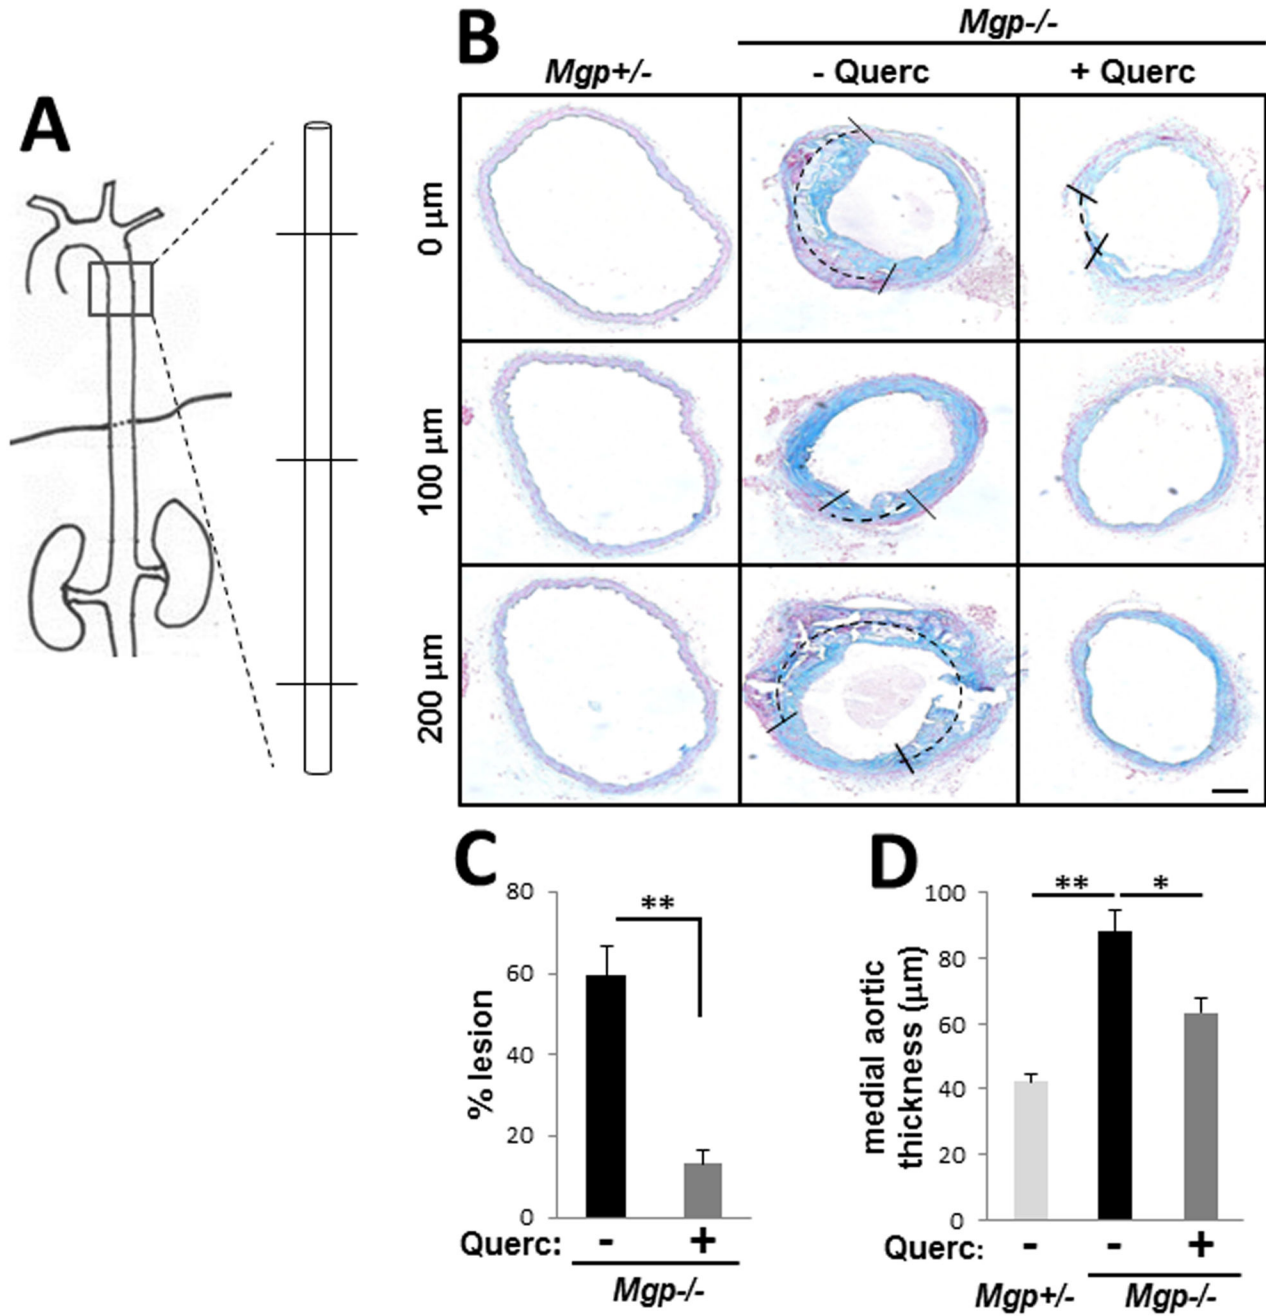 A
B
Mgp-/-
Mgp+/-
- Querc
+ Querc
0 μm
100 μm
200 μm
C
80
60
40
20
0
% lesion
**
Querc: - +
Mgp-/-
D
100
80
60
40
20
0
medial aortic
thickness (μm)
** *
Querc: - - +
Mgp+/- Mgp-/-